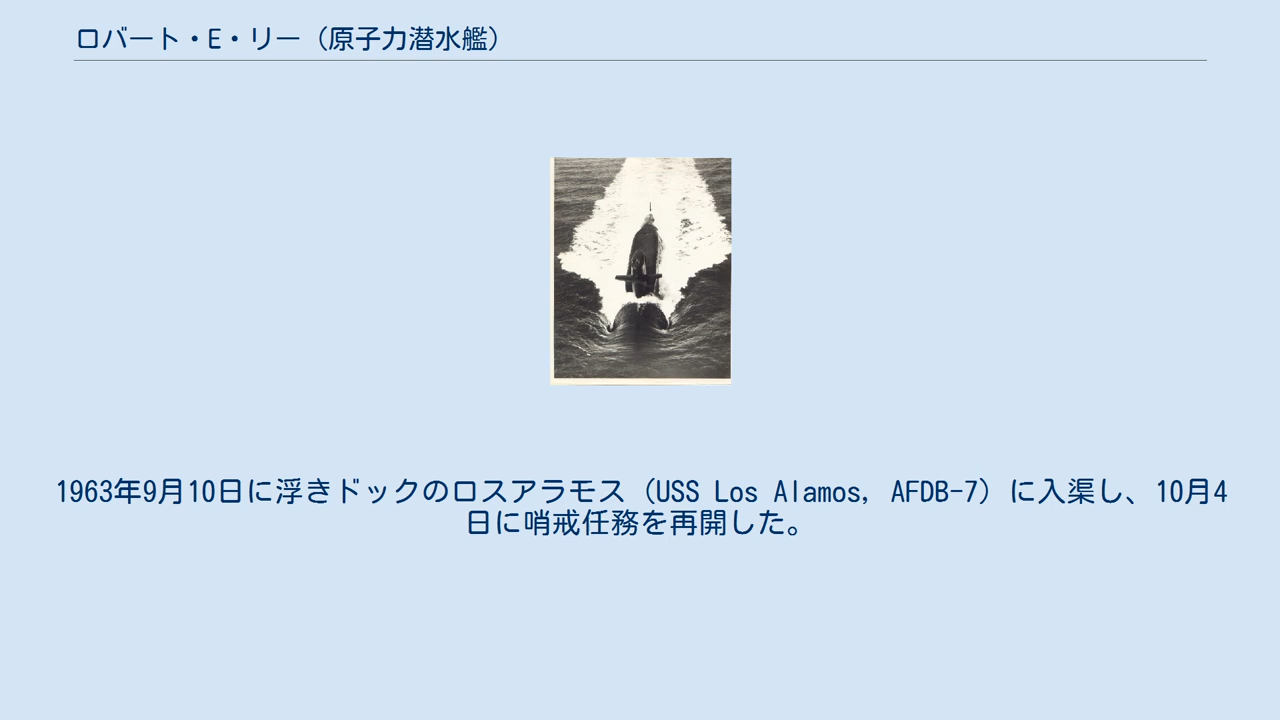 ロバート・E・リー（原子力潜水艦）
1963年9月10日に浮きドックのロスアラモス（USS Los Alamos, AFDB-7）に入渠し、10月4
日に哨戒任務を再開した。